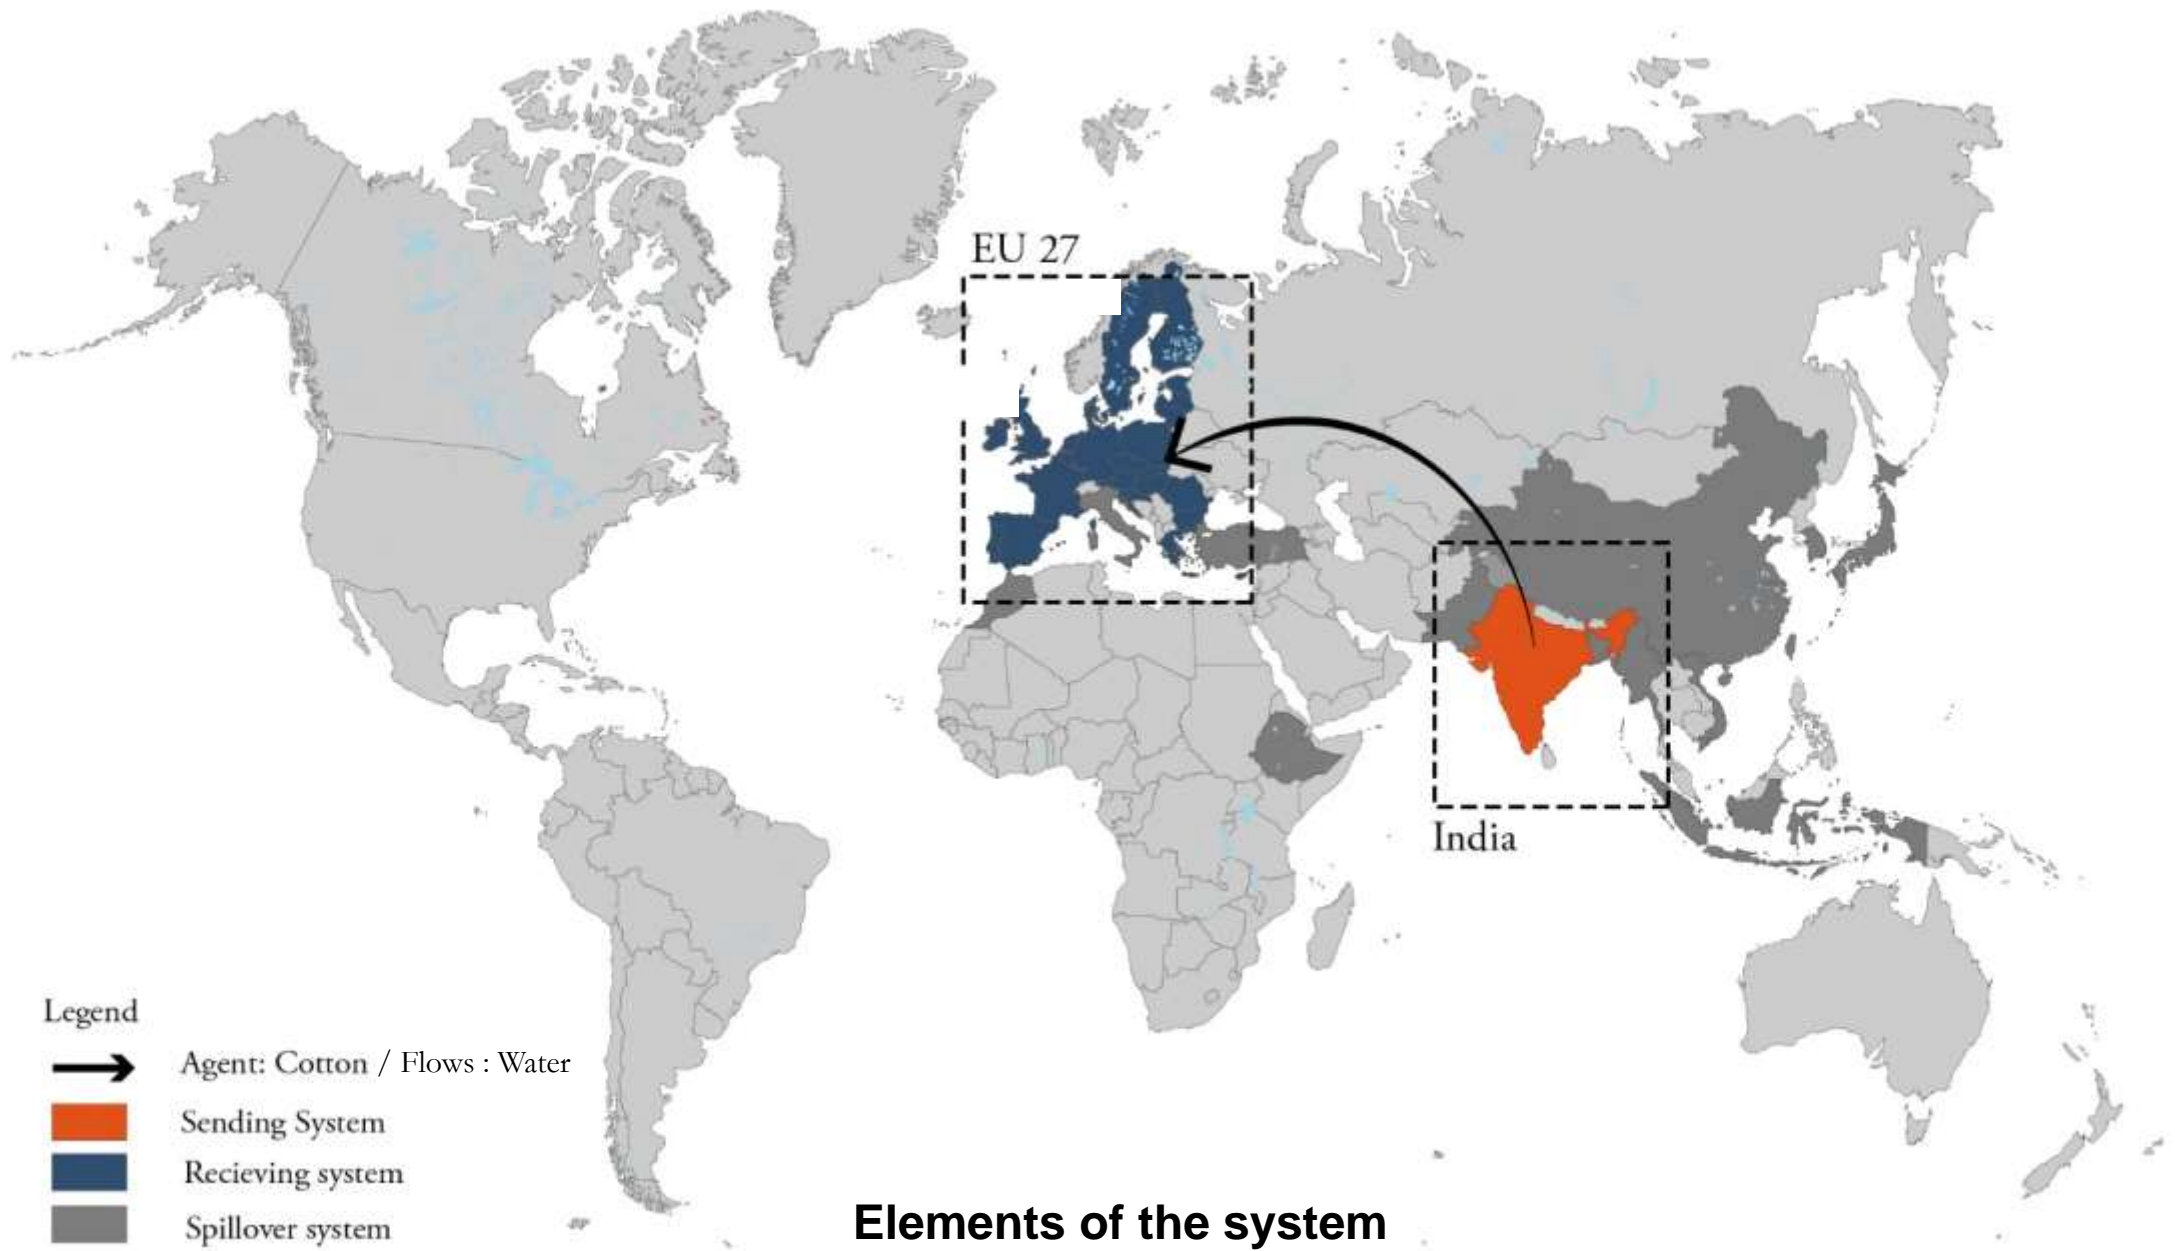 EU 27
India
Legend
Agent: Cotton / Flows : Water
Sending System
Recieving system
Spillover system
Elements of the system